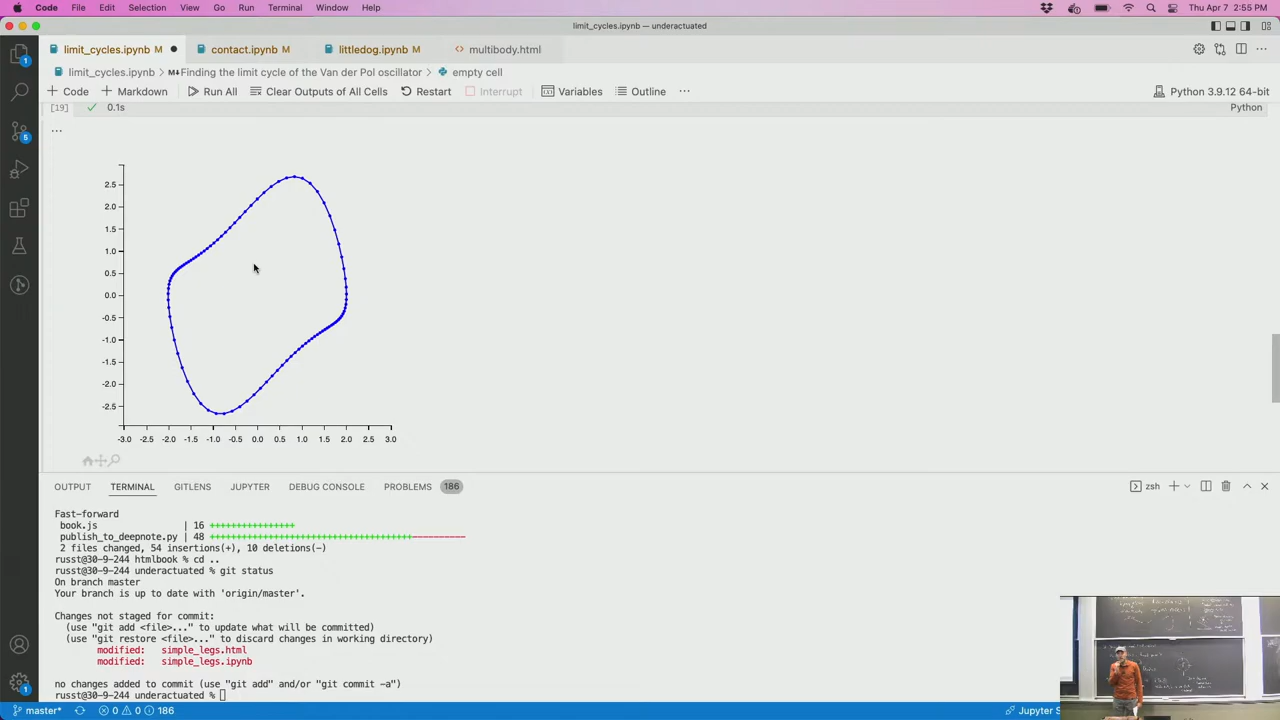 Code File Edit Selection View Go Run Terminal Window Help Thu Apr 7 2:55 PM
limit_cycles.ipynb — underactuated
limit_cycles.ipynb M contact.ipynb M littledog.ipynb M <> multibody.html
limit_cycles.ipynb > M↓Finding the limit cycle of the Van der Pol oscillator > empty cell
+ Code + Markdown Run All Clear Outputs of All Cells Restart Interrupt Variables Outline ... Python 3.9.12 64-bit
[19] ✓ 0.1s Python
...
2.5
2.0
1.5
1.0
0.5
0.0
-0.5
-1.0
-1.5
-2.0
-2.5
-3.0 -2.5 -2.0 -1.5 -1.0 -0.5 0.0 0.5 1.0 1.5 2.0 2.5 3.0
1
5
1
OUTPUT TERMINAL GITLENS JUPYTER DEBUG CONSOLE PROBLEMS 186 zsh
Fast-forward
book.js | 16 ++++++++++++++++
publish_to_deepnote.py | 48 ++++++++++++++++++++++++++++++++++++++----------
2 files changed, 54 insertions(+), 10 deletions(-)
russt@30-9-244 htmlbook % cd ..
russt@30-9-244 underactuated % git status
On branch master
Your branch is up to date with 'origin/master'.
Changes not staged for commit:
(use "git add <file>..." to update what will be committed)
(use "git restore <file>..." to discard changes in working directory)
modified: simple_legs.html
modified: simple_legs.ipynb
no changes added to commit (use "git add" and/or "git commit -a")
russt@30-9-244 underactuated %
master* 0 0 186 Jupyter S